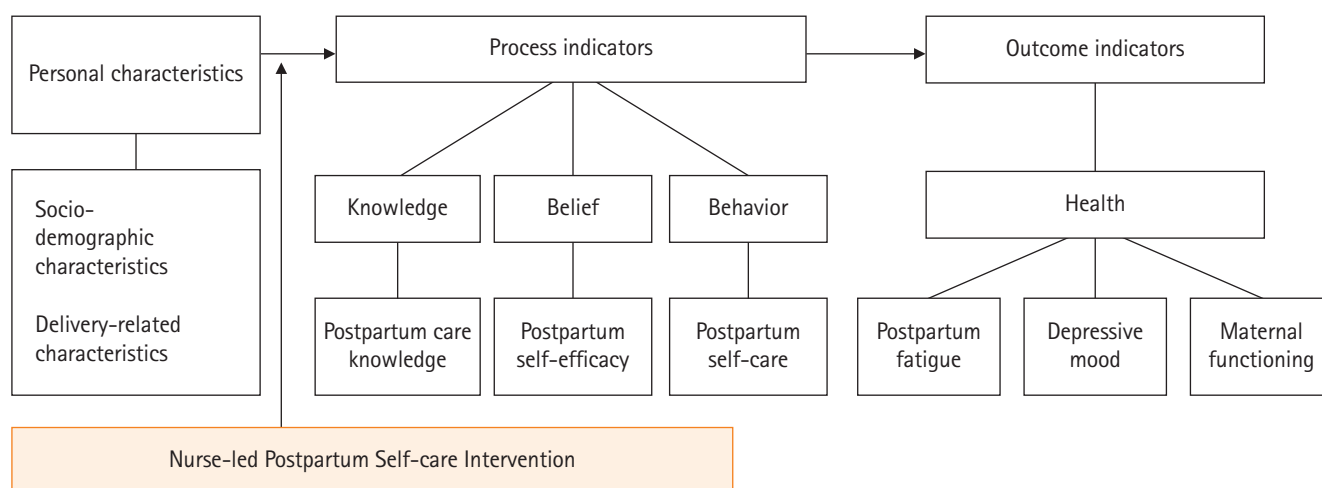 Personal characteristics
Process indicators
Outcome indicators
Socio-
demographic
characteristics
Delivery-related
characteristics
Knowledge
Belief
Behavior
Health
Postpartum care
knowledge
Postpartum
self-efficacy
Postpartum
self-care
Postpartum
fatigue
Depressive
mood
Maternal
functioning
Nurse-led Postpartum Self-care Intervention